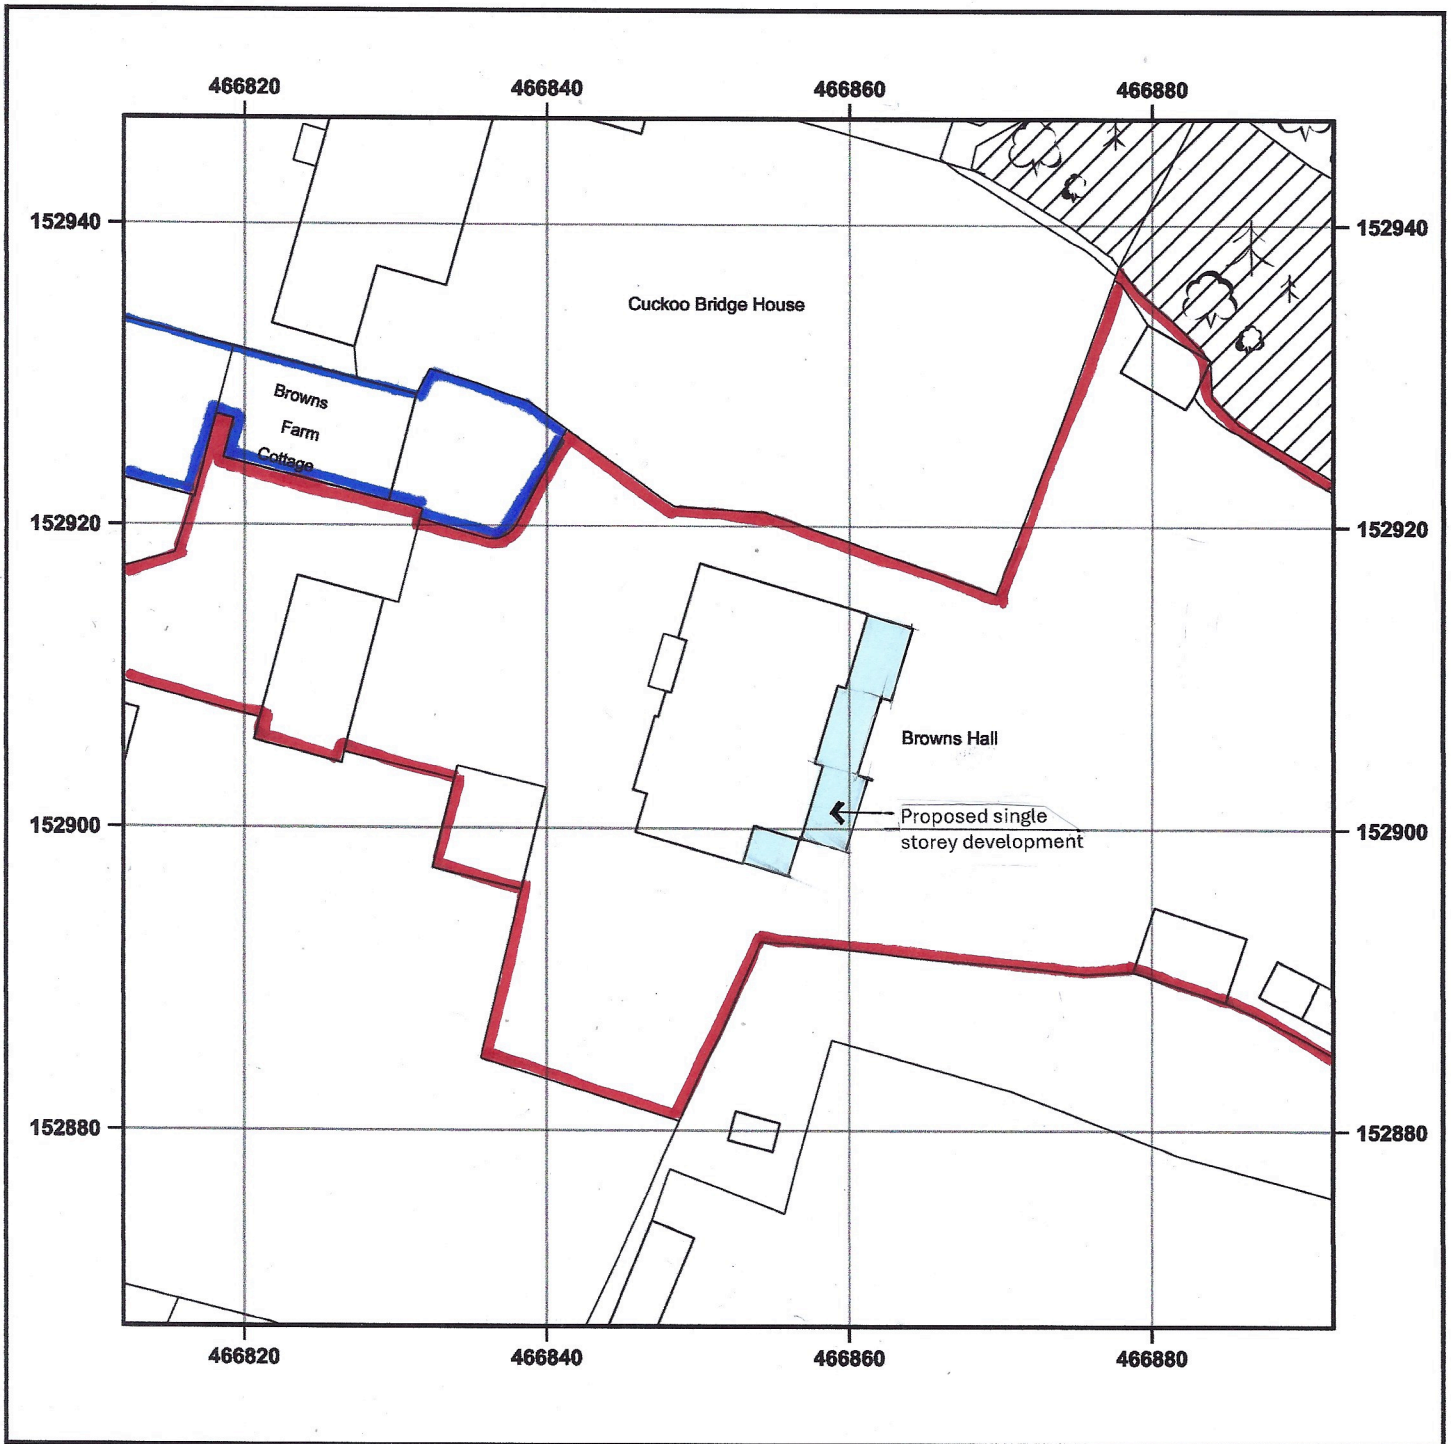 466820 466840 466860 466880
152940 152940
Cuckoo Bridge House
Browns
Farm
Cottage
152920 152920
Browns Hall
Proposed single
storey development
152900 152900
152880 152880
466820 466840 466860 466880